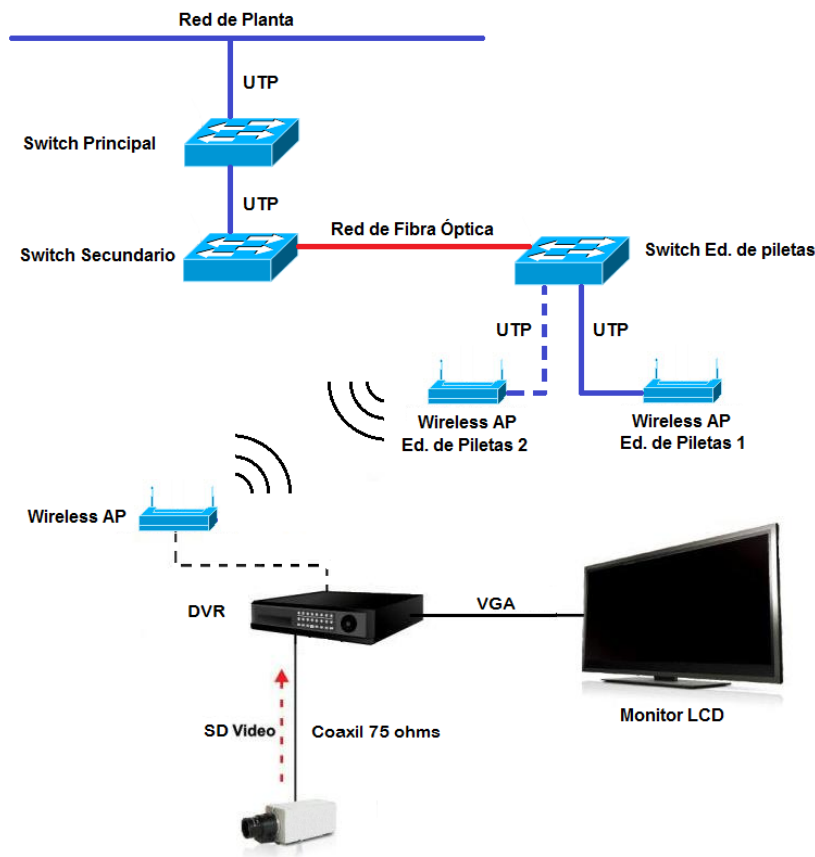 Red de Planta
UTP
Switch Principal
UTP
Red de Fibra Óptica
Switch Secundario
Switch Ed. de piletas
UTP
UTP
Wireless AP
Ed. de Piletas 2
Wireless AP
Ed. de Piletas 1
Wireless AP
DVR
VGA
Monitor LCD
SD Video
Coaxil 75 ohms